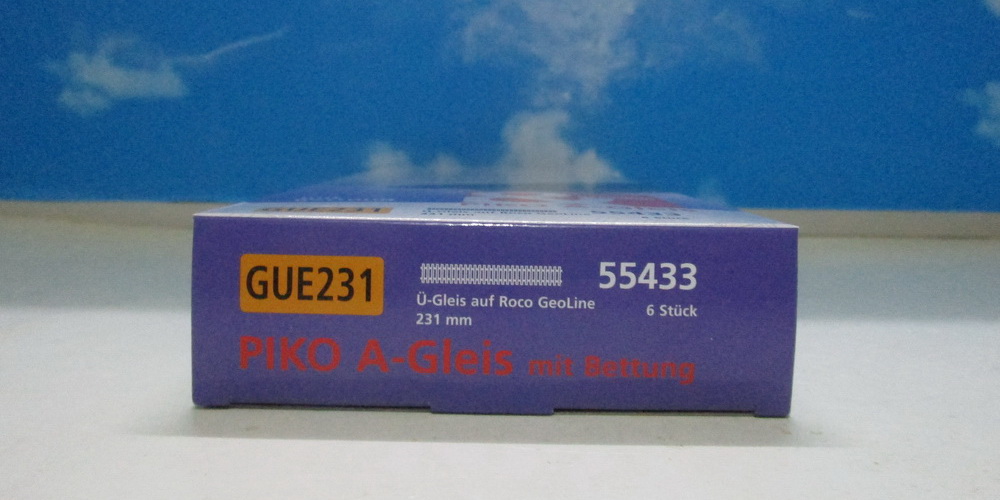 GUE231
Ü-Gleis auf Roco GeoLine
231 mm
55433
6 Stück
PIKO A-Gleis mit Bettung